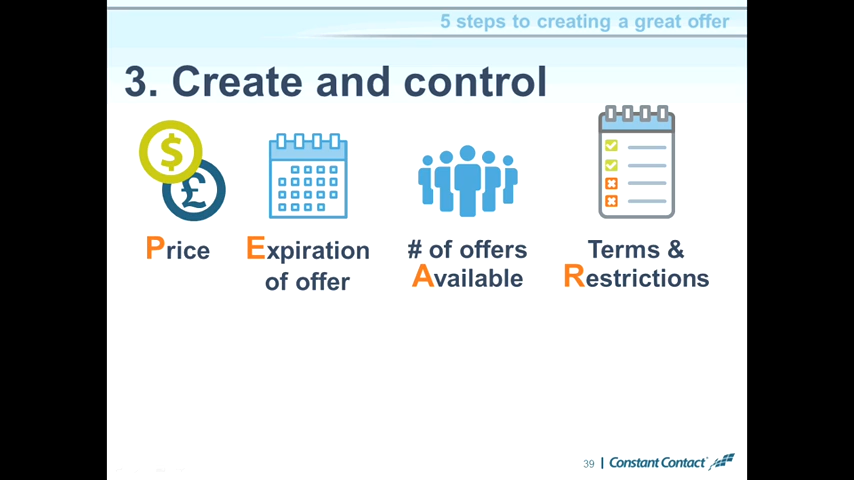 5 steps to creating a great offer
3. Create and control
$
£
Price
Expiration
of offer
# of offers
Available
Terms &
Restrictions
39 | Constant Contact